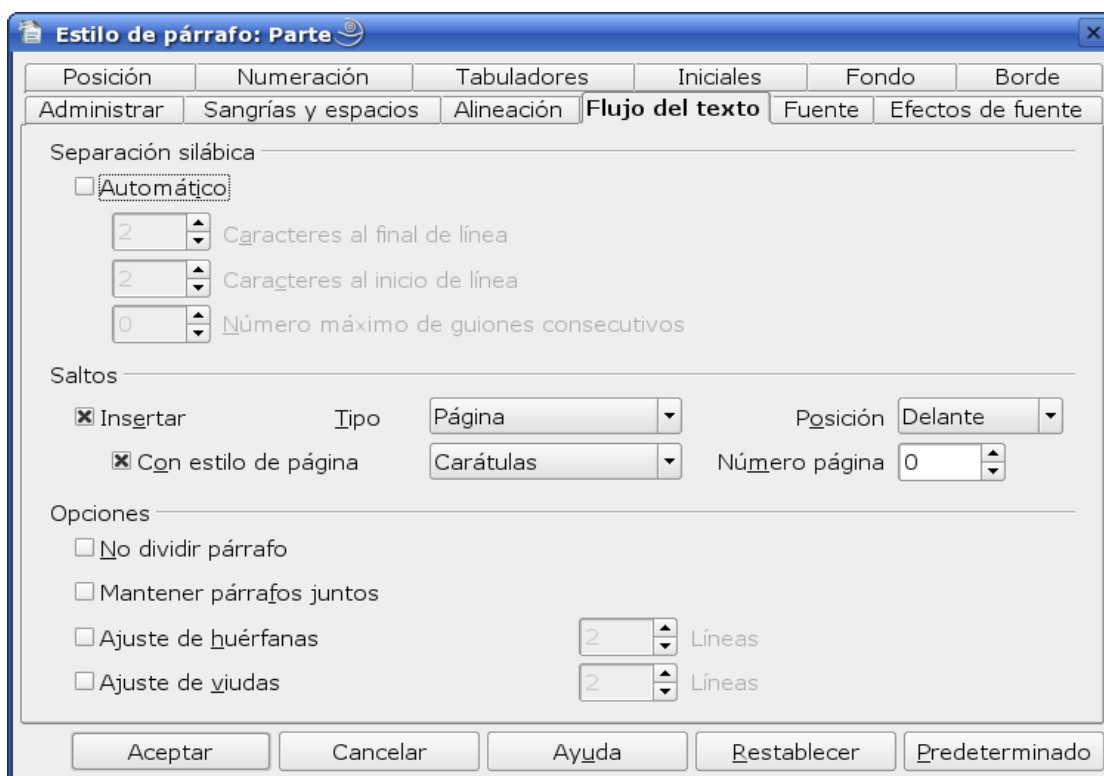 Estilo de párrafo: Parte
Posición Numeración Tabuladores Iniciales Fondo Borde
Administrar Sangrías y espacios Alineación Flujo del texto Fuente Efectos de fuente
Separación silábica
Automático
2 Caracteres al final de línea
2 Caracteres al inicio de línea
0 Número máximo de guiones consecutivos
Saltos
Insertar Tipo Página Posición Delante
Con estilo de página Carátulas Número página 0
Opciones
No dividir párrafo
Mantener párrafos juntos
Ajuste de huérfanas 2 Líneas
Ajuste de viudas 2 Líneas
Aceptar Cancelar Ayuda Restablecer Predeterminado